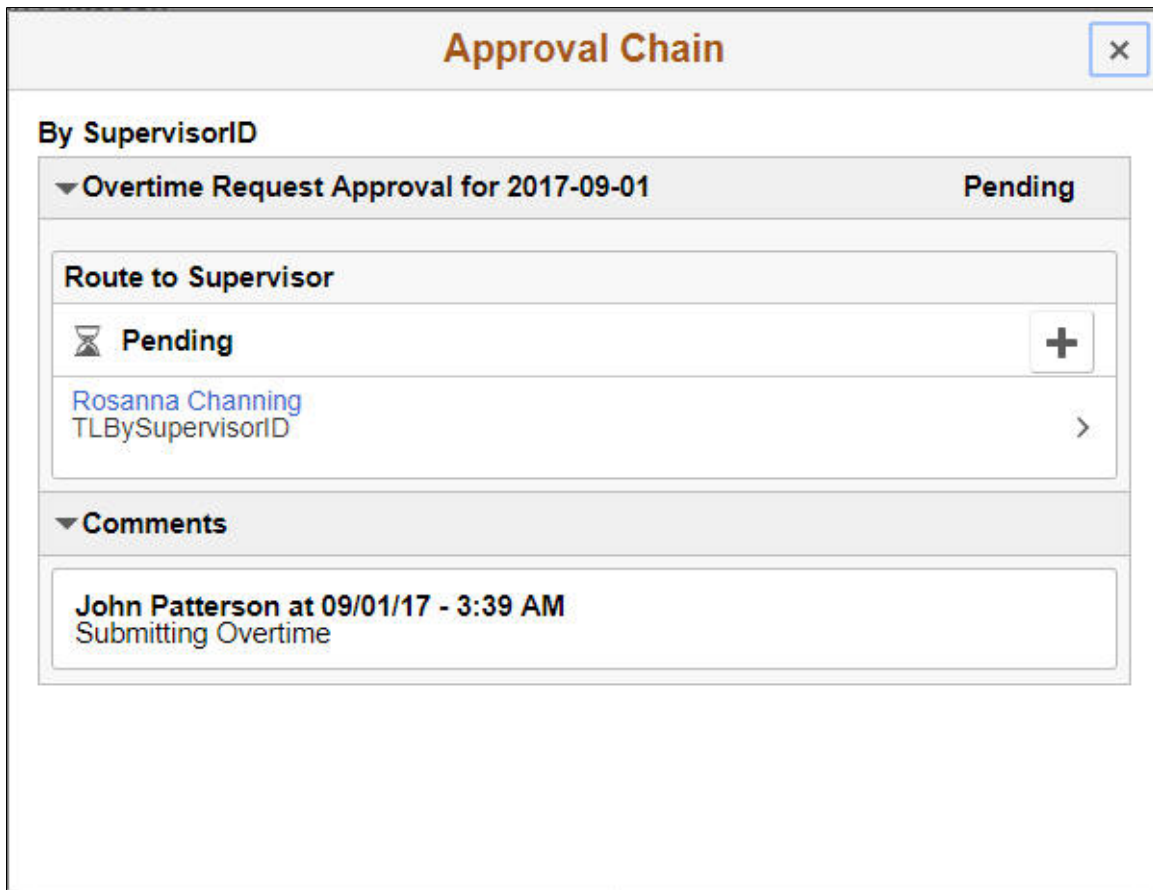 Approval Chain
By SupervisorID
Overtime Request Approval for 2017-09-01 Pending
Route to Supervisor
Pending
Rosanna Channing
TLBySupervisorID
Comments
John Patterson at 09/01/17 - 3:39 AM
Submitting Overtime